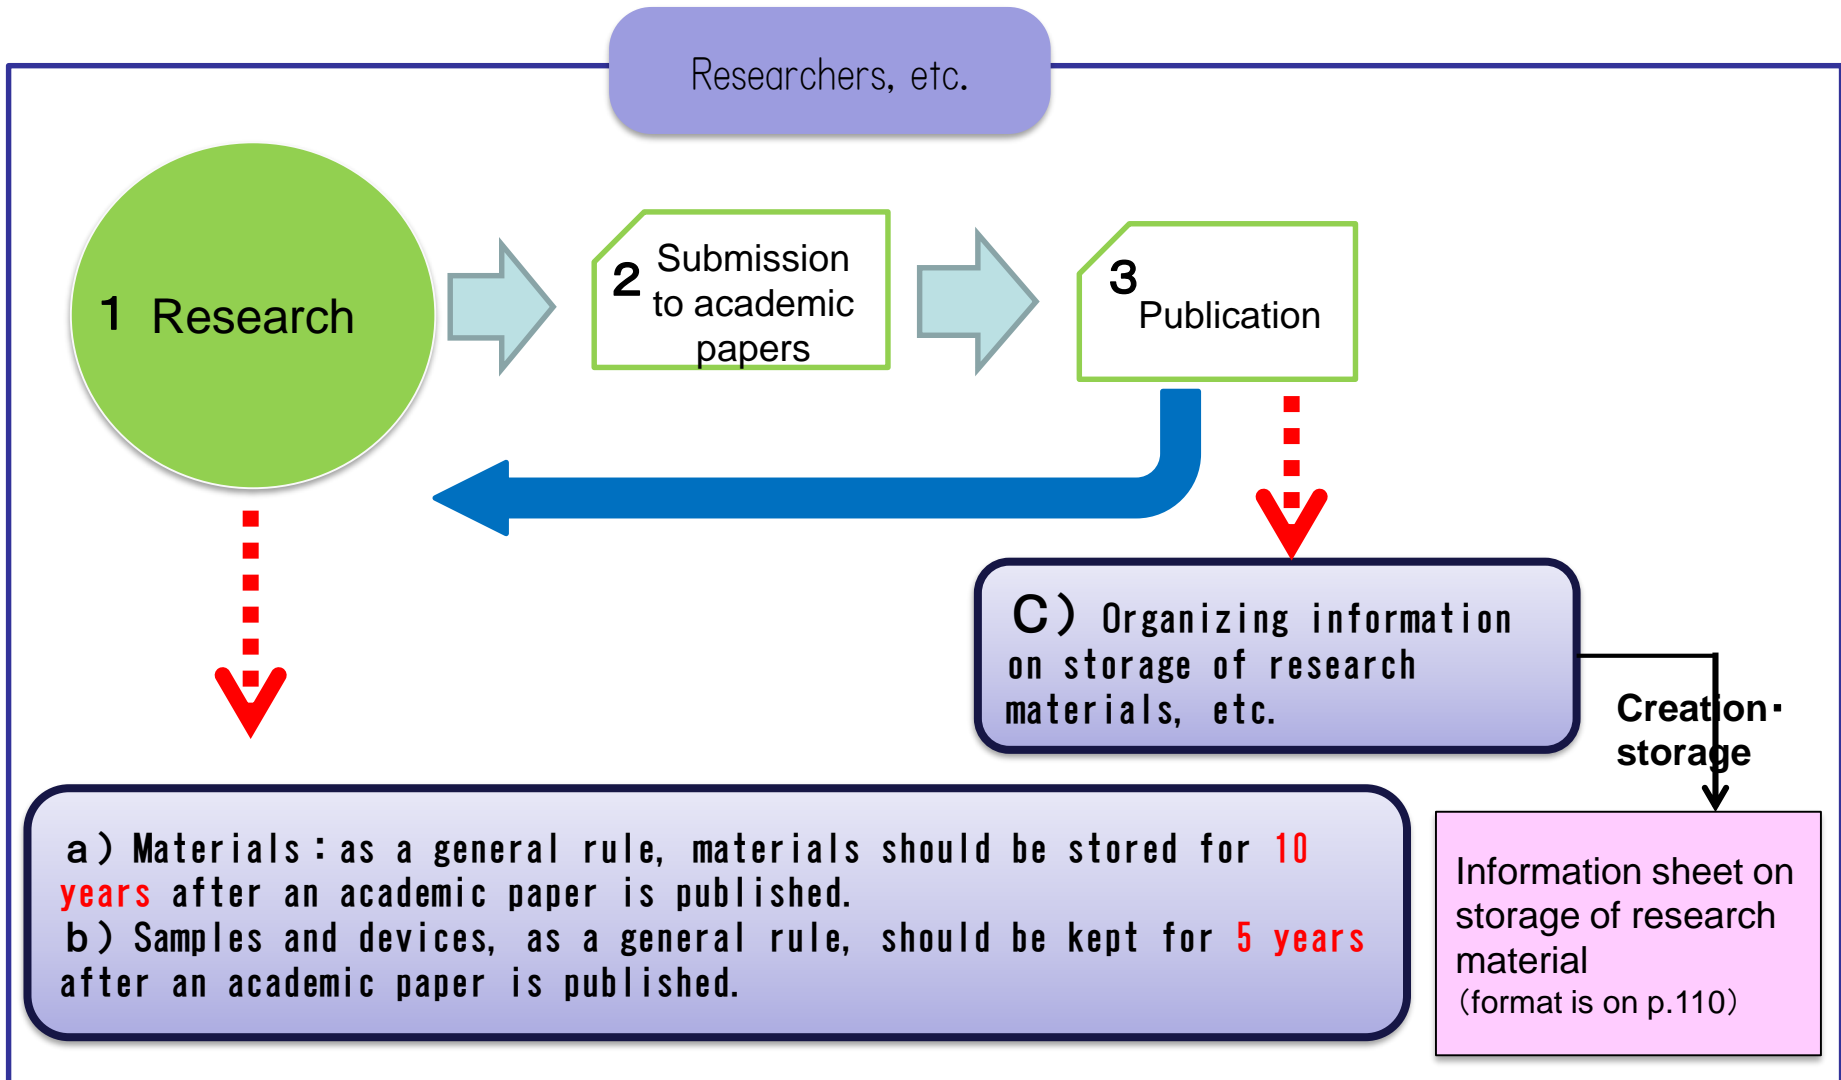 Researchers, etc.
1 Research
2 Submission
to academic
papers
3
Publication
C) Organizing information
on storage of research
materials, etc.
Creation・
storage
a) Materials：as a general rule, materials should be stored for 10
years after an academic paper is published.
b) Samples and devices, as a general rule, should be kept for 5 years
after an academic paper is published.
Information sheet on
storage of research
material
（format is on p.110）